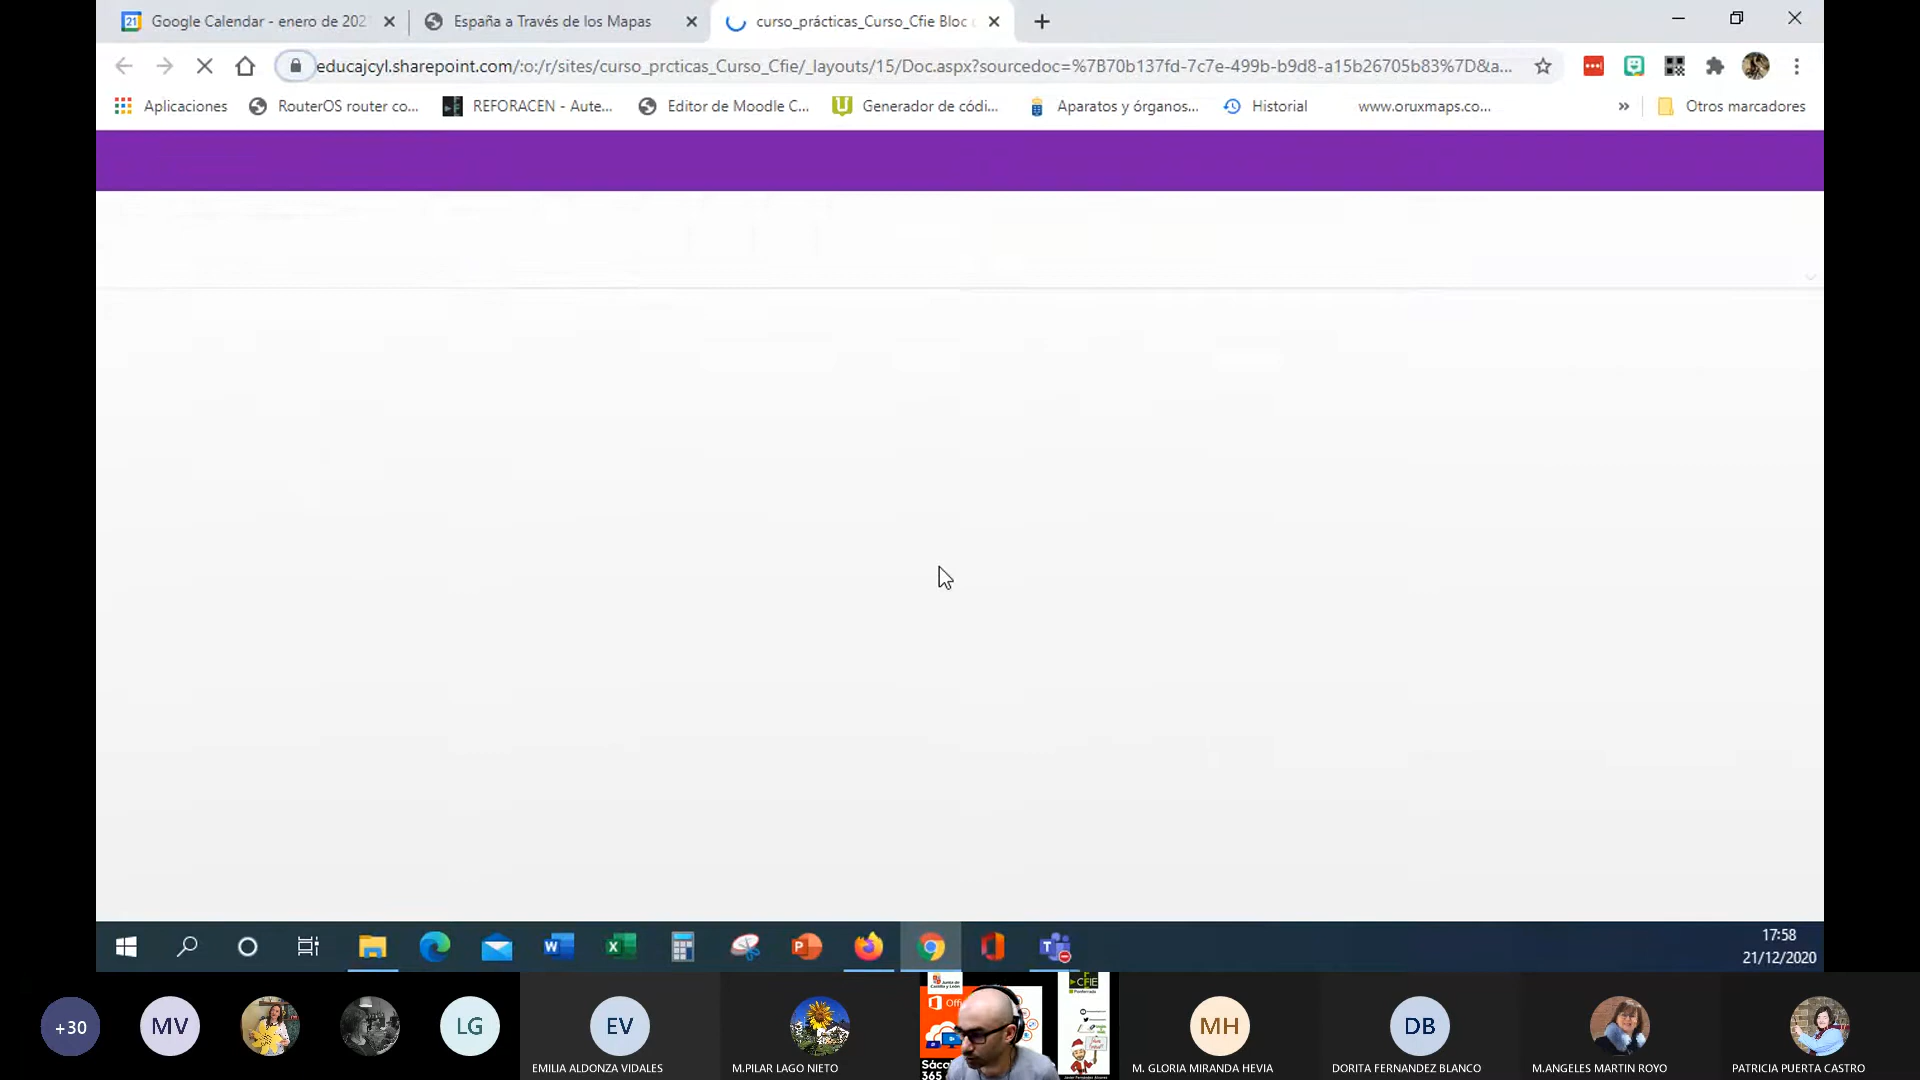 Google Calendar - enero de 202
España a Través de los Mapas
curso_prácticas_Curso_Cfie Bloc
educajcyl.sharepoint.com/:o:/r/sites/curso_prcticas_Curso_Cfie/_layouts/15/Doc.aspx?sourcedoc=%7B70b137fd-7c7e-499b-b9d8-a15b26705b83%7D&a...
Aplicaciones
RouterOS router co...
REFORACEN - Aute...
Editor de Moodle C...
Generador de códi...
Aparatos y órganos...
Historial
www.oruxmaps.co...
»
Otros marcadores
17:58
21/12/2020
+30
MV
LG
EV
EMILIA ALDONZA VIDALES
M.PILAR LAGO NIETO
CFIE
Offi
Sáca
365
MH
M. GLORIA MIRANDA HEVIA
DB
DORITA FERNANDEZ BLANCO
M.ANGELES MARTIN ROYO
PATRICIA PUERTA CASTRO